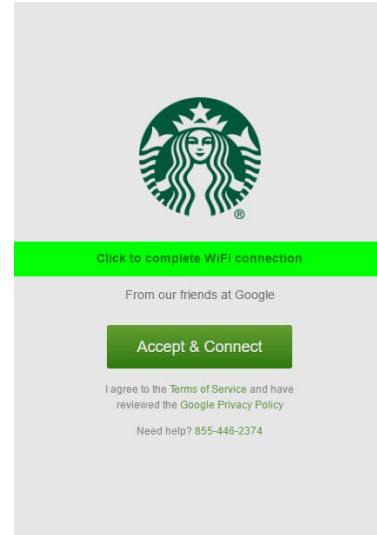 ®
Click to complete WiFi connection
From our friends at Google
Accept & Connect
I agree to the Terms of Service and have
reviewed the Google Privacy Policy
Need help? 855-446-2374